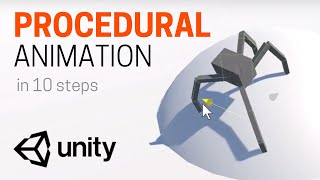 PROCEDURAL
ANIMATION
in 10 steps
unity